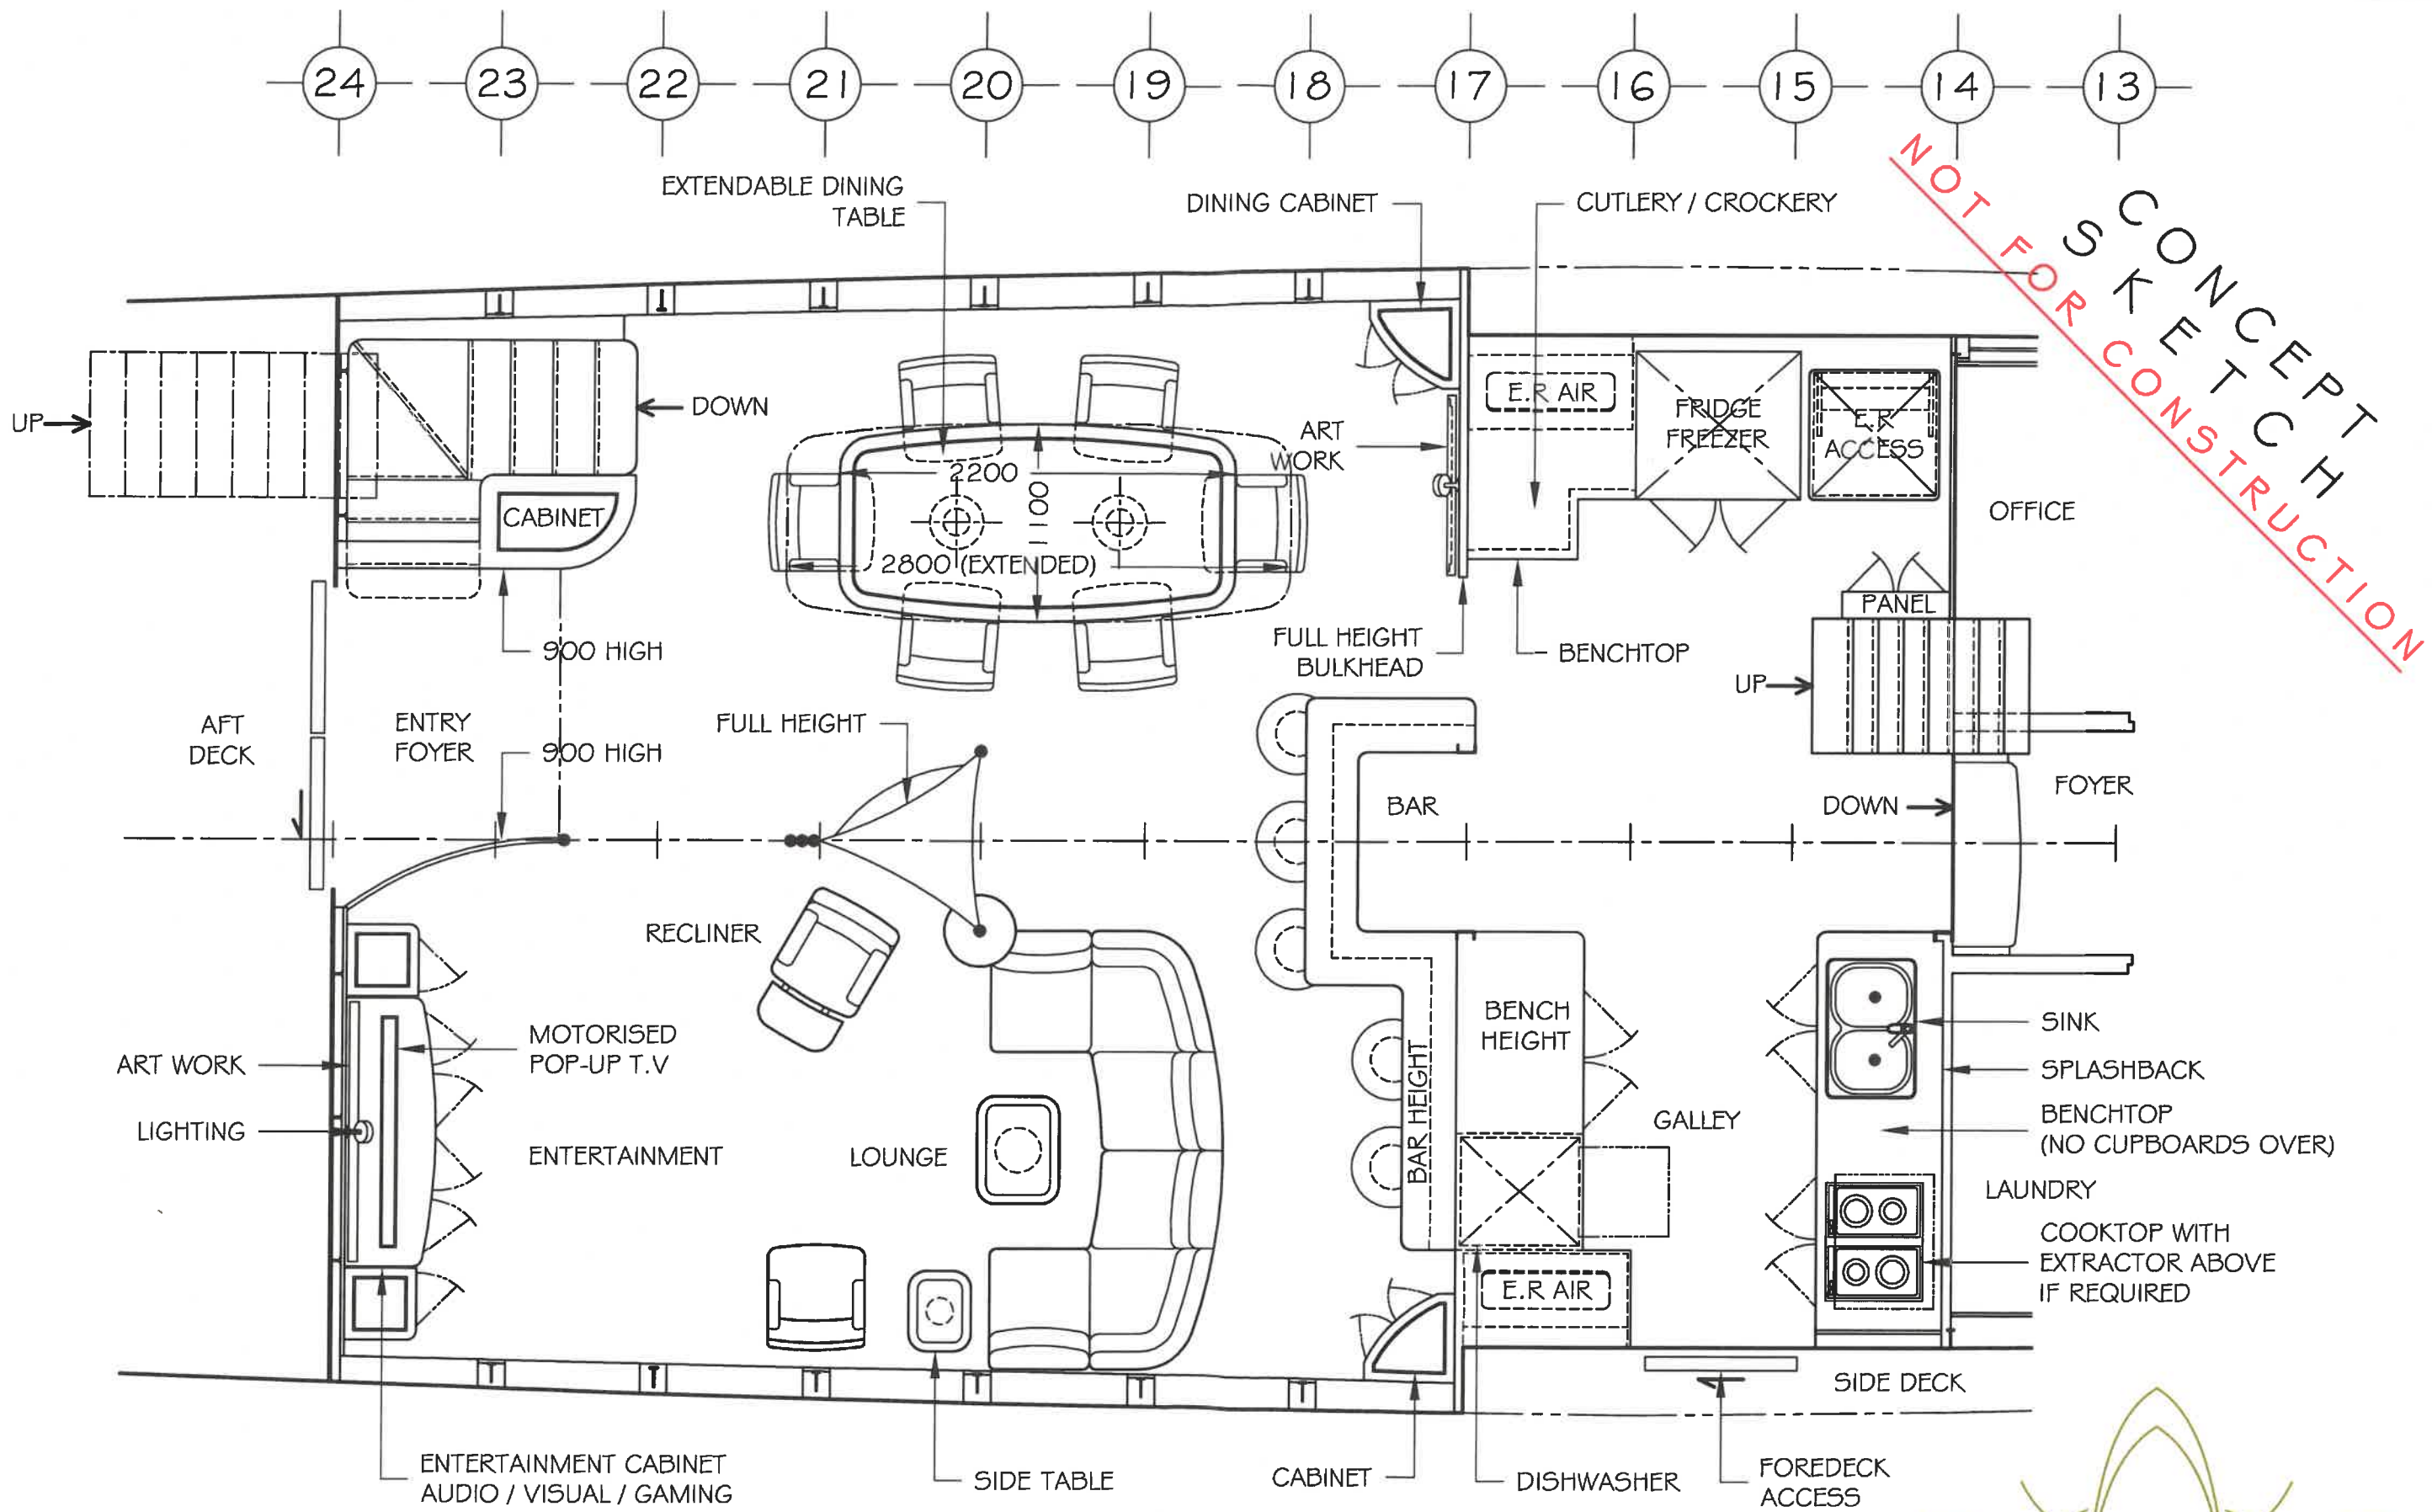 24 23 22 21 20 19 18 17 16 15 14 13
NOT FOR CONSTRUCTION
CONCEPT
SKETCH
EXTENDABLE DINING
TABLE
DINING CABINET
CUTLERY / CROCKERY
UP
DOWN
CABINET
2200
1100
2800 (EXTENDED)
ART
WORK
E.R AIR
FRIDGE
FREEZER
E.R
ACCESS
OFFICE
PANEL
900 HIGH
FULL HEIGHT
BULKHEAD
BENCHTOP
UP
AFT
DECK
ENTRY
FOYER
900 HIGH
FULL HEIGHT
BAR
DOWN
FOYER
RECLINER
ART WORK
LIGHTING
MOTORISED
POP-UP T.V
ENTERTAINMENT
LOUNGE
BAR HEIGHT
BENCH
HEIGHT
GALLEY
SINK
SPLASHBACK
BENCHTOP
(NO CUPBOARDS OVER)
LAUNDRY
COOKTOP WITH
EXTRACTOR ABOVE
IF REQUIRED
E.R AIR
SIDE DECK
ENTERTAINMENT CABINET
AUDIO / VISUAL / GAMING
SIDE TABLE
CABINET
DISHWASHER
FOREDECK
ACCESS